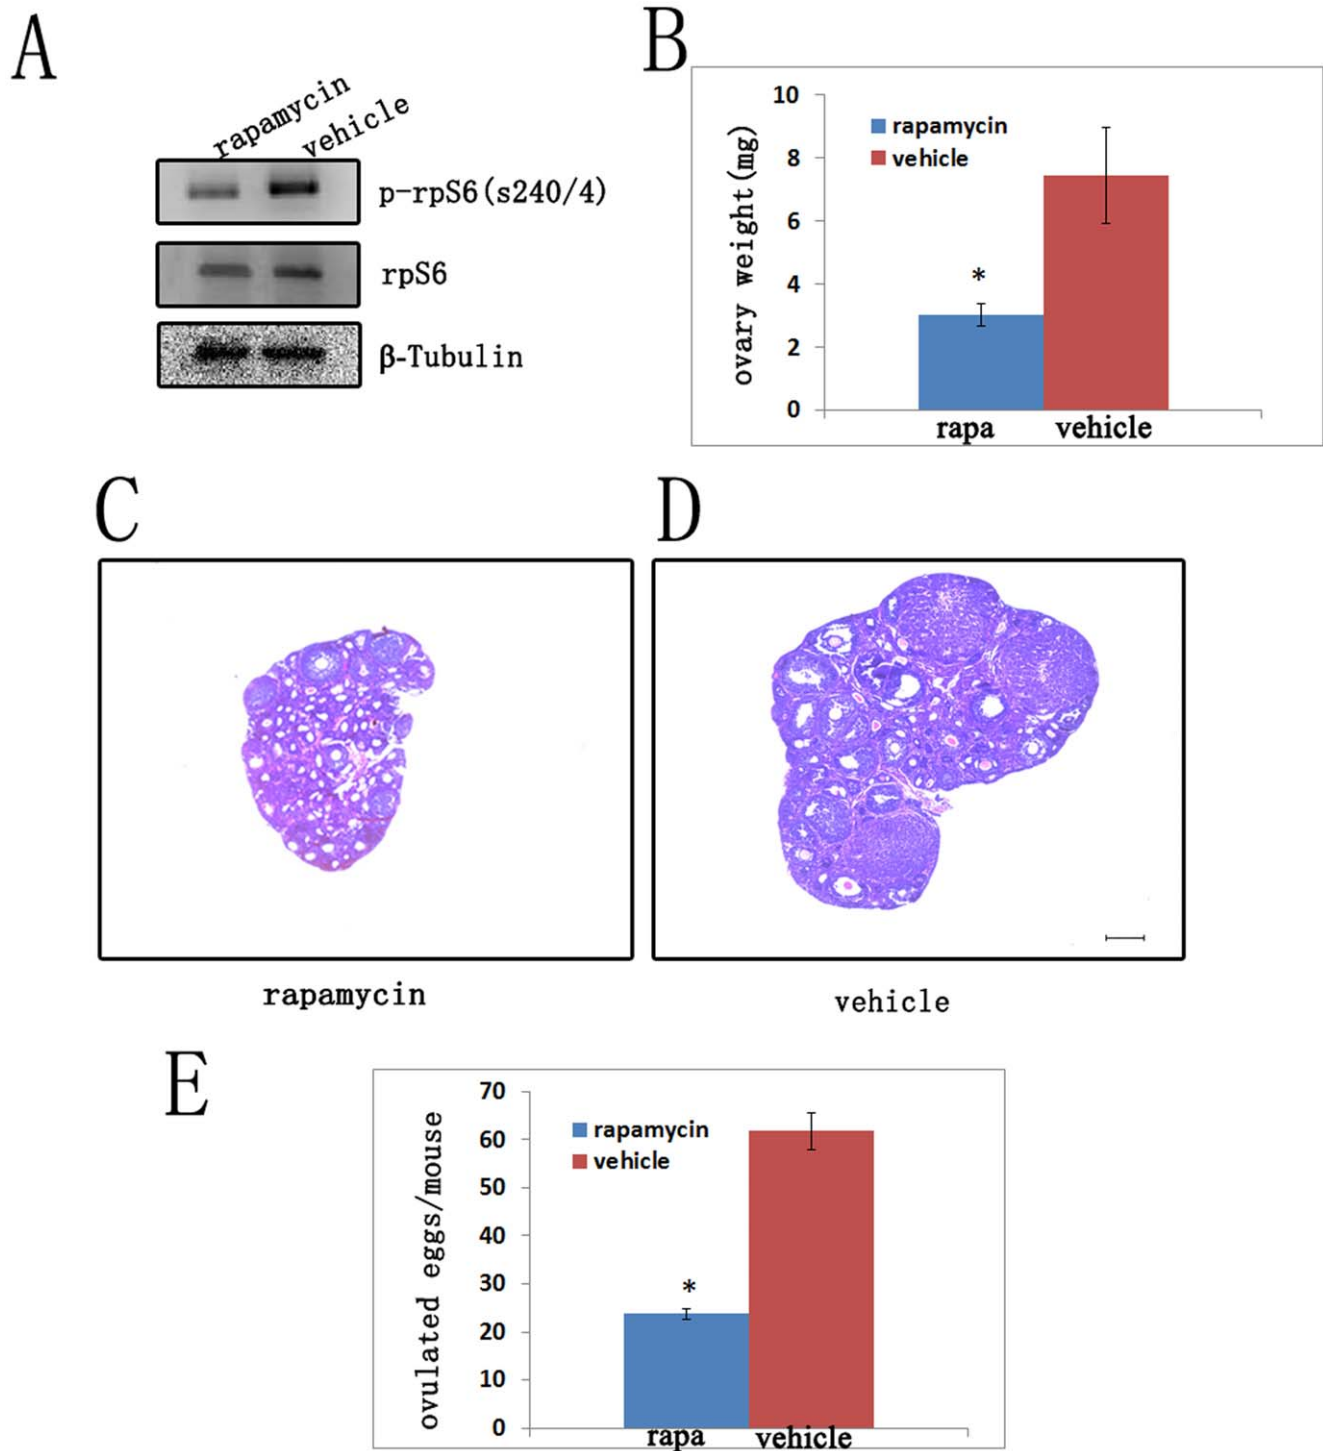 A
rapamycin
vehicle
p-rpS6(s240/4)
rpS6
β-Tubulin
B
ovary weight(mg)
10
8
6
4
2
0
rapamycin
vehicle
*
rapa
vehicle
C
D
rapamycin
vehicle
E
ovulated eggs/mouse
70
60
50
40
30
20
10
0
rapamycin
vehicle
*
rapa
vehicle